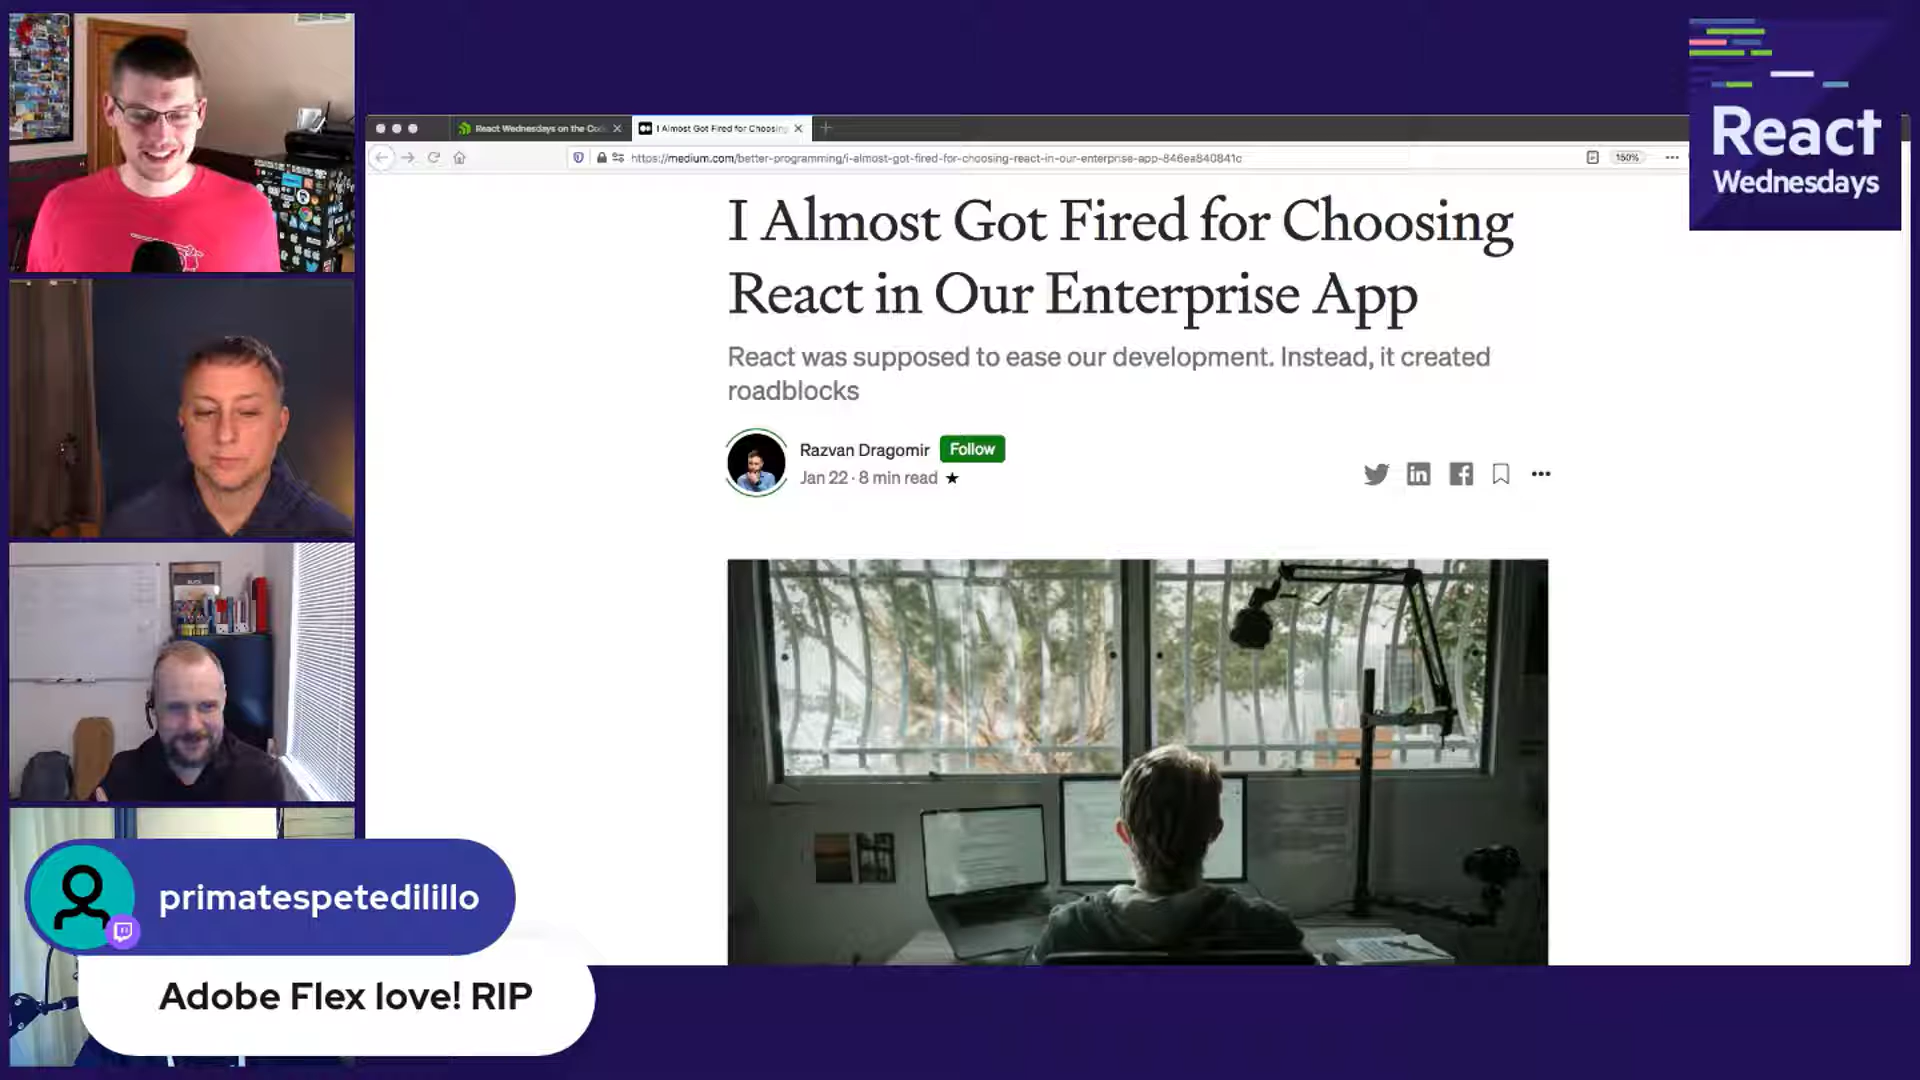 React Wednesdays on the Co
I Almost Got Fired for Choosing
https://medium.com/better-programming/i-almost-got-fired-for-choosing-react-in-our-enterprise-app-846ea840841c
150%
React
Wednesdays
I Almost Got Fired for Choosing
React in Our Enterprise App
React was supposed to ease our development. Instead, it created
roadblocks
Razvan Dragomir
Follow
Jan 22 · 8 min read ★
primatespetedilillo
Adobe Flex love! RIP